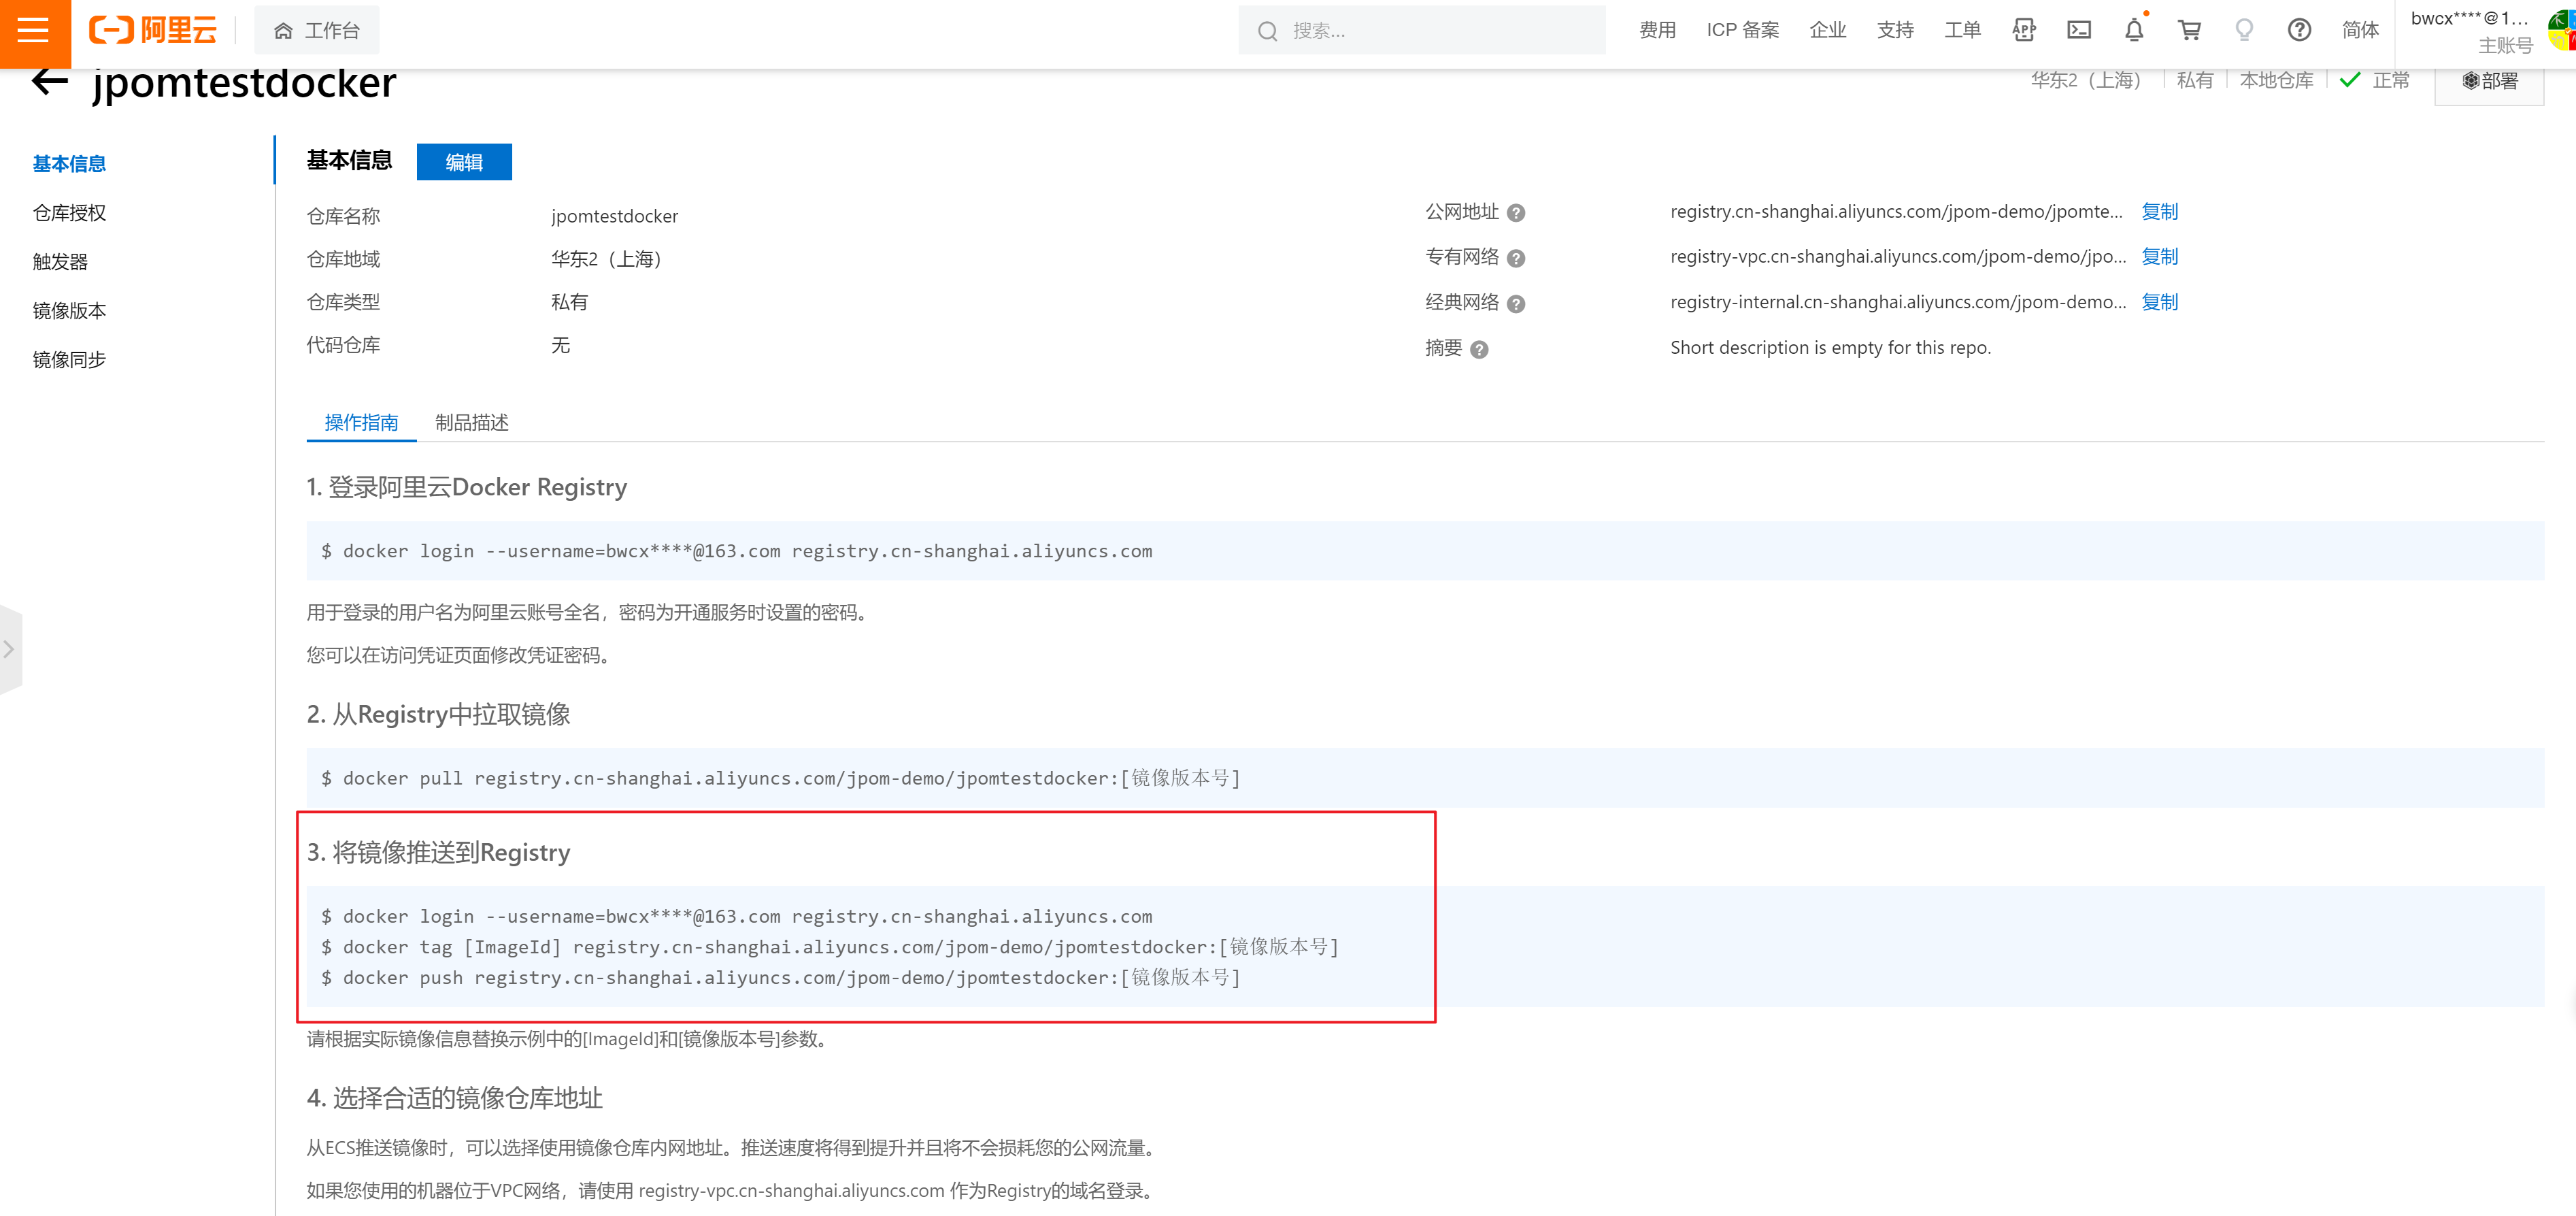 阿里云
工作台
搜索...
费用
ICP 备案
企业
支持
工单
APP
简体
bwcx****@1...
主账号
jpomtestdocker
华东2（上海）
私有
本地仓库
正常
部署
基本信息
仓库授权
触发器
镜像版本
镜像同步
基本信息
编辑
仓库名称 jpomtestdocker
仓库地域 华东2（上海）
仓库类型 私有
代码仓库 无
公网地址 registry.cn-shanghai.aliyuncs.com/jpom-demo/jpomte... 复制
专有网络 registry-vpc.cn-shanghai.aliyuncs.com/jpom-demo/jpo... 复制
经典网络 registry-internal.cn-shanghai.aliyuncs.com/jpom-demo... 复制
摘要 Short description is empty for this repo.
操作指南 制品描述
1. 登录阿里云Docker Registry
$ docker login --username=bwcx****@163.com registry.cn-shanghai.aliyuncs.com
用于登录的用户名为阿里云账号全名，密码为开通服务时设置的密码。
您可以在访问凭证页面修改凭证密码。
2. 从Registry中拉取镜像
$ docker pull registry.cn-shanghai.aliyuncs.com/jpom-demo/jpomtestdocker:[镜像版本号]
3. 将镜像推送到Registry
$ docker login --username=bwcx****@163.com registry.cn-shanghai.aliyuncs.com
$ docker tag [ImageId] registry.cn-shanghai.aliyuncs.com/jpom-demo/jpomtestdocker:[镜像版本号]
$ docker push registry.cn-shanghai.aliyuncs.com/jpom-demo/jpomtestdocker:[镜像版本号]
请根据实际镜像信息替换示例中的[ImageId]和[镜像版本号]参数。
4. 选择合适的镜像仓库地址
从ECS推送镜像时，可以选择使用镜像仓库内网地址。推送速度将得到提升并且将不会损耗您的公网流量。
如果您使用的机器位于VPC网络，请使用 registry-vpc.cn-shanghai.aliyuncs.com 作为Registry的域名登录。